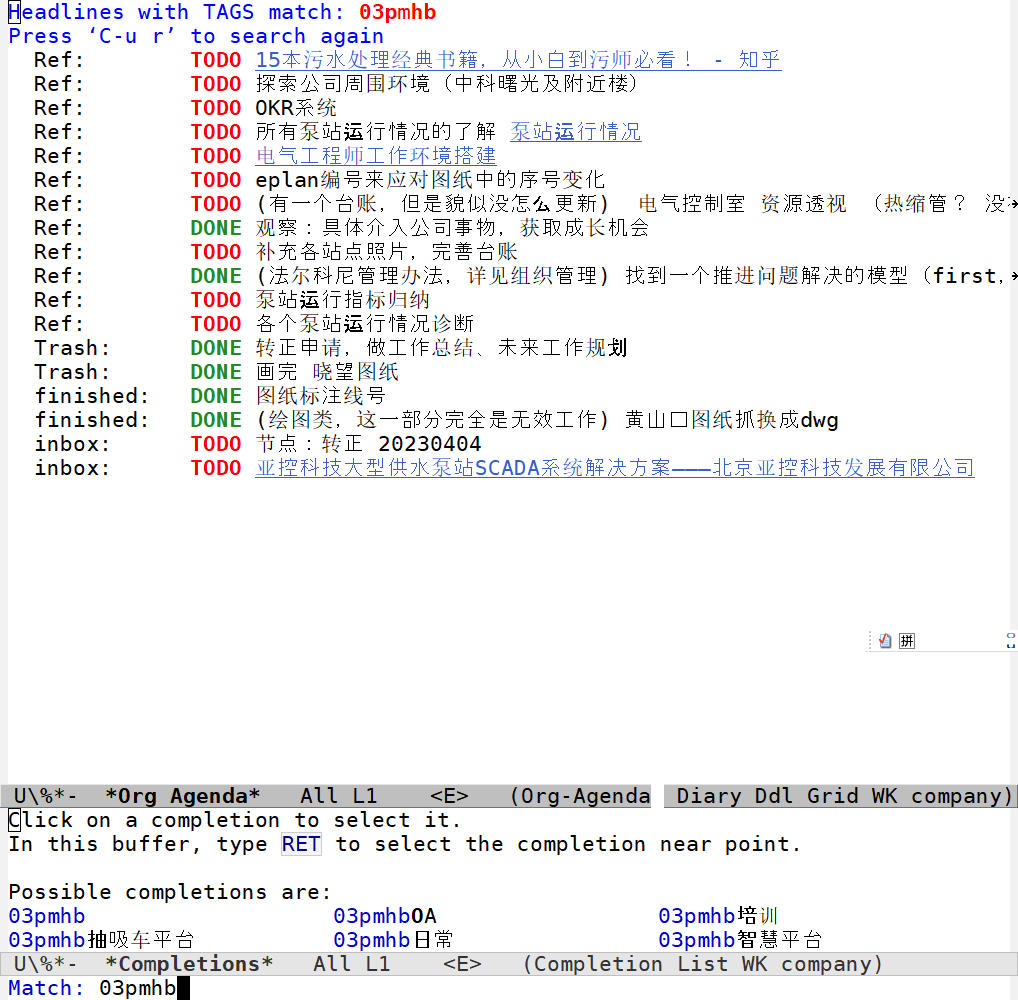 Headlines with TAGS match: 03pmhb
Press ‘C-u r’ to search again
Ref: TODO 15本污水处理经典书籍，从小白到污师必看！ - 知乎
Ref: TODO 探索公司周围环境（中科曙光及附近楼）
Ref: TODO OKR系统
Ref: TODO 所有泵站运行情况的了解 泵站运行情况
Ref: TODO 电气工程师工作环境搭建
Ref: TODO eplan编号来应对图纸中的序号变化
Ref: TODO (有一个台账，但是貌似没怎么更新) 电气控制室 资源透视 （热缩管？ 没
Ref: DONE 观察：具体介入公司事物，获取成长机会
Ref: TODO 补充各站点照片，完善台账
Ref: DONE (法尔科尼管理办法，详见组织管理) 找到一个推进问题解决的模型（first，
Ref: TODO 泵站运行指标归纳
Ref: TODO 各个泵站运行情况诊断
Trash: DONE 转正申请，做工作总结、未来工作规划
Trash: DONE 画完 晓望图纸
finished: DONE 图纸标注线号
finished: DONE (绘图类，这一部分完全是无效工作) 黄山口图纸抓换成dwg
inbox: TODO 节点：转正 20230404
inbox: TODO 亚控科技大型供水泵站SCADA系统解决方案———北京亚控科技发展有限公司
拼
U\%*- *Org Agenda* All L1 <E> (Org-Agenda Diary Ddl Grid WK company)
Click on a completion to select it.
In this buffer, type RET to select the completion near point.
Possible completions are:
03pmhb 03pmhbOA 03pmhb培训
03pmhb抽吸车平台 03pmhb日常 03pmhb智慧平台
U\%*- *Completions* All L1 <E> (Completion List WK company)
Match: 03pmhb